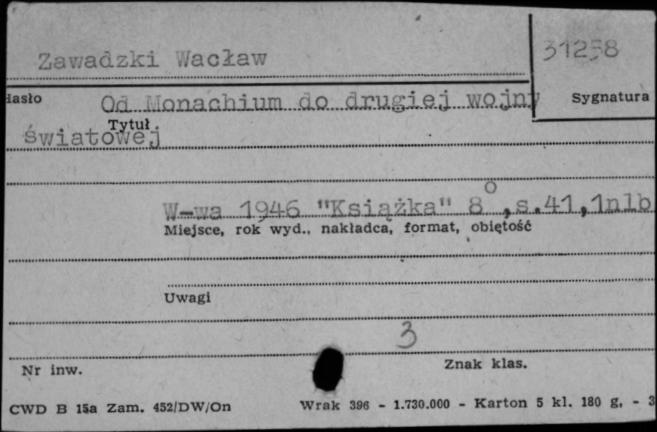 Zawadzki Wacław
31258
Hasło
Od Monachium do drugiej wojny
Sygnatura
Tytuł
światowej
W-wa 1946 "Książka" 8°, s.41, 1nlb
Miejsce, rok wyd., nakładca, format, objętość
Uwagi
3
Nr inw.
Znak klas.
CWD B 15a Zam. 452/DW/On
Wrak 396 - 1.730.000 - Karton 5 kl. 180 g. - 3